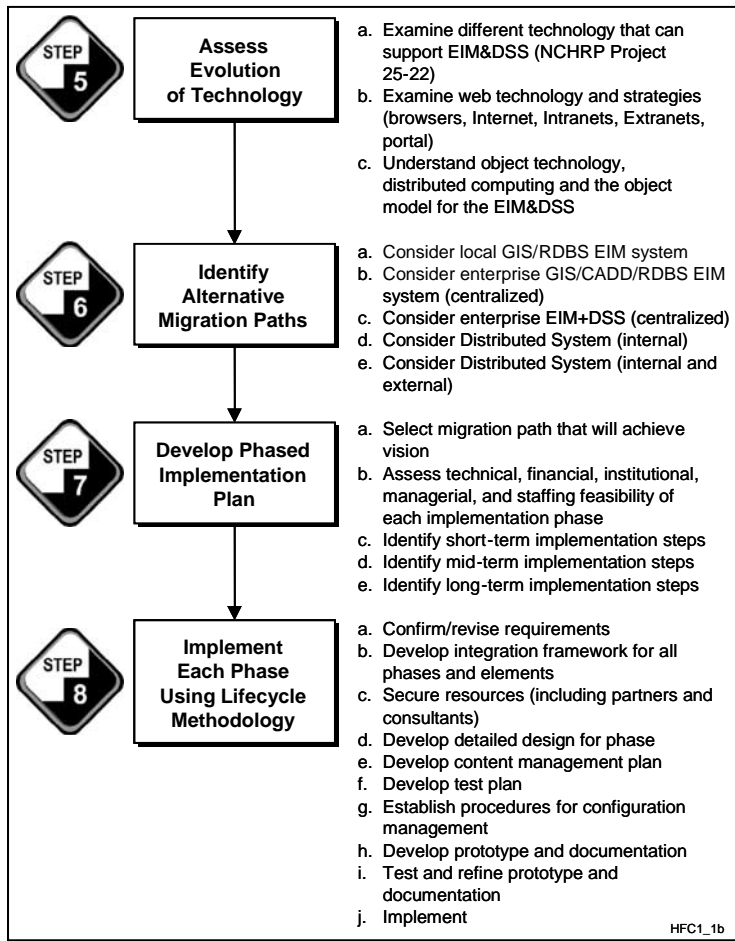 STEP
5
Assess
Evolution
of Technology
a. Examine different technology that can
support EIM&DSS (NCHRP Project
25-22)
b. Examine web technology and strategies
(browsers, Internet, Intranets, Extranets,
portal)
c. Understand object technology,
distributed computing and the object
model for the EIM&DSS
STEP
6
Identify
Alternative
Migration Paths
a. Consider local GIS/RDBS EIM system
b. Consider enterprise GIS/CADD/RDBS EIM
system (centralized)
c. Consider enterprise EIM+DSS (centralized)
d. Consider Distributed System (internal)
e. Consider Distributed System (internal and
external)
STEP
7
Develop Phased
Implementation
Plan
a. Select migration path that will achieve
vision
b. Assess technical, financial, institutional,
managerial, and staffing feasibility of
each implementation phase
c. Identify short-term implementation steps
d. Identify mid-term implementation steps
e. Identify long-term implementation steps
STEP
8
Implement
Each Phase
Using Lifecycle
Methodology
a. Confirm/revise requirements
b. Develop integration framework for all
phases and elements
c. Secure resources (including partners and
consultants)
d. Develop detailed design for phase
e. Develop content management plan
f. Develop test plan
g. Establish procedures for configuration
management
h. Develop prototype and documentation
i. Test and refine prototype and
documentation
j. Implement
HFC1_1b